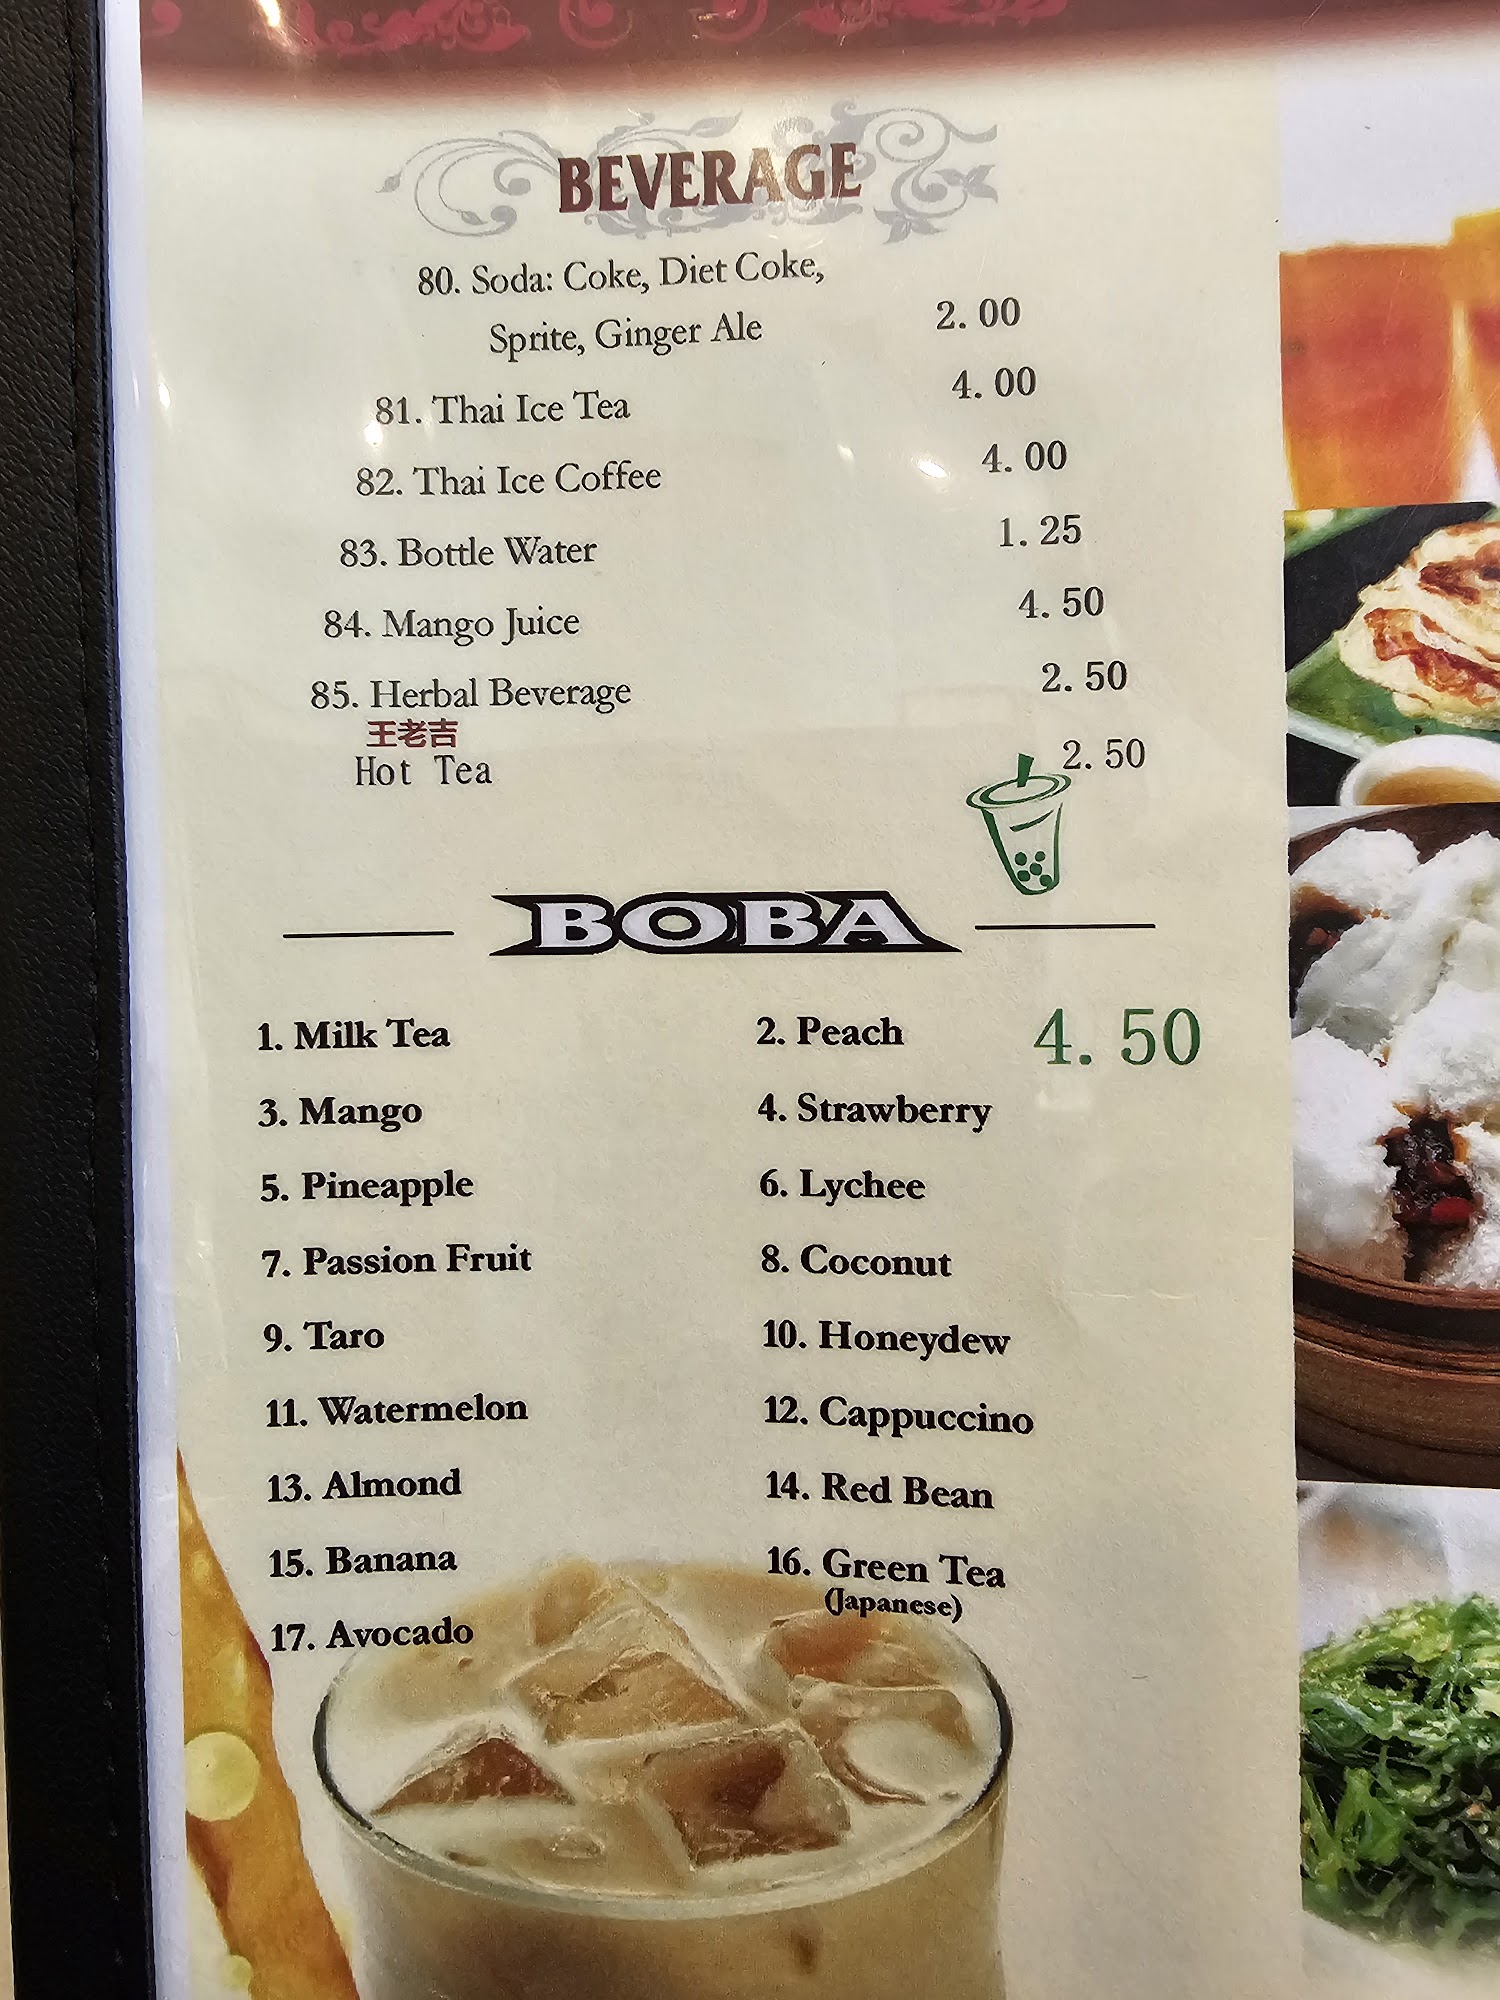 BEVERAGE
80. Soda: Coke, Diet Coke,
Sprite, Ginger Ale 2.00
81. Thai Ice Tea 4.00
82. Thai Ice Coffee 4.00
83. Bottle Water 1.25
84. Mango Juice 4.50
85. Herbal Beverage 2.50
王老吉
Hot Tea 2.50
BOBA
1. Milk Tea 2. Peach 4.50
3. Mango 4. Strawberry
5. Pineapple 6. Lychee
7. Passion Fruit 8. Coconut
9. Taro 10. Honeydew
11. Watermelon 12. Cappuccino
13. Almond 14. Red Bean
15. Banana 16. Green Tea
(Japanese)
17. Avocado